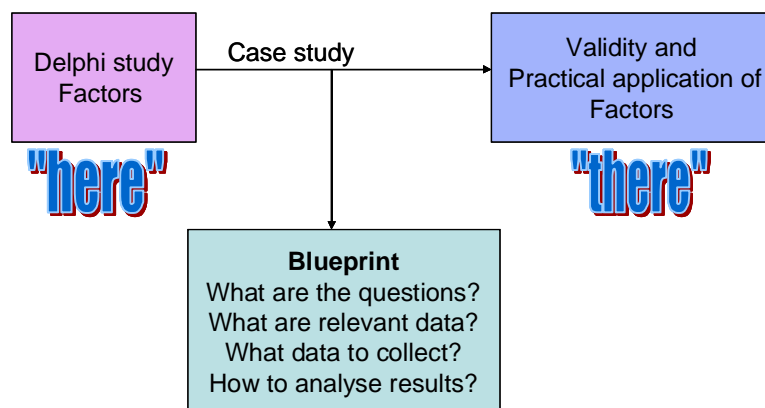 Delphi study
Factors
Case study
Validity and
Practical application of
Factors
"here"
"there"
Blueprint
What are the questions?
What are relevant data?
What data to collect?
How to analyse results?